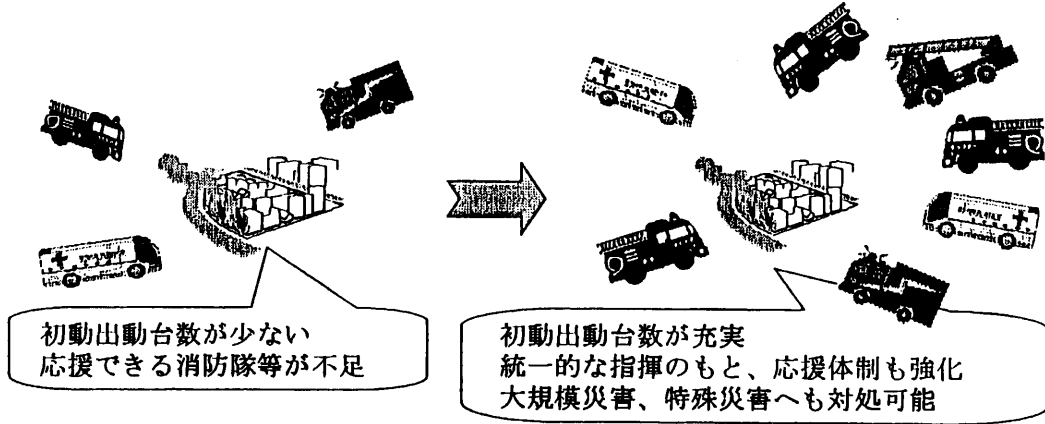 初動出動台数が少ない
応援できる消防隊等が不足
初動出動台数が充実
統一的な指揮のもと、応援体制も強化
大規模災害、特殊災害へも対処可能